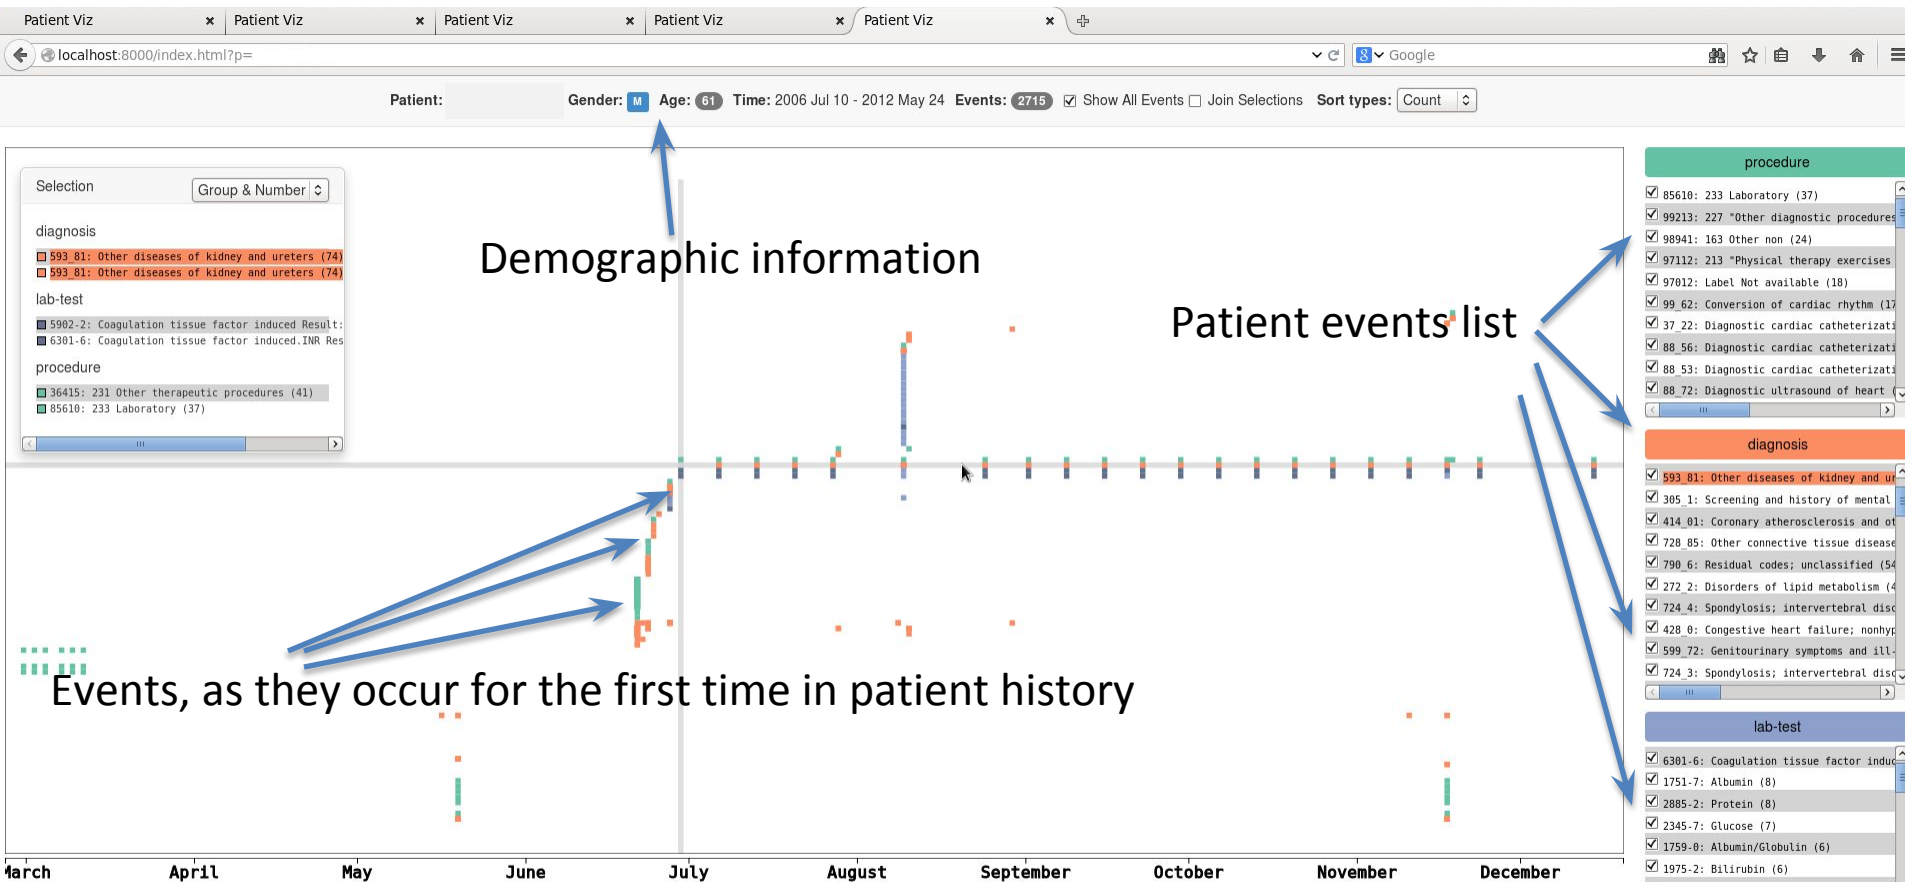 Patient Viz
Patient Viz
Patient Viz
Patient Viz
Patient Viz
localhost:8000/index.html?p=
Google
Patient: Gender: M Age: 61 Time: 2006 Jul 10 - 2012 May 24 Events: 2715 Show All Events Join Selections Sort types: Count
Selection Group & Number
diagnosis
593_81: Other diseases of kidney and ureters (74)
593_81: Other diseases of kidney and ureters (74)
lab-test
5902-2: Coagulation tissue factor induced Result:
6301-6: Coagulation tissue factor induced.INR Res
procedure
36415: 231 Other therapeutic procedures (41)
85610: 233 Laboratory (37)
Demographic information
Patient events list
Events, as they occur for the first time in patient history
March April May June July August September October November December
procedure
85610: 233 Laboratory (37)
99213: 227 "Other diagnostic procedures
98941: 163 Other non (24)
97112: 213 "Physical therapy exercises
97012: Label Not available (18)
99_62: Conversion of cardiac rhythm (17
37_22: Diagnostic cardiac catheterizati
88_56: Diagnostic cardiac catheterizati
88_53: Diagnostic cardiac catheterizati
88_72: Diagnostic ultrasound of heart (
diagnosis
593_81: Other diseases of kidney and ur
305_1: Screening and history of mental
414_01: Coronary atherosclerosis and ot
728_85: Other connective tissue disease
790_6: Residual codes; unclassified (54
272_2: Disorders of lipid metabolism (4
724_4: Spondylosis; intervertebral disc
428_0: Congestive heart failure; nonhyp
599_72: Genitourinary symptoms and ill-
724_3: Spondylosis; intervertebral disc
lab-test
6301-6: Coagulation tissue factor induc
1751-7: Albumin (8)
2885-2: Protein (8)
2345-7: Glucose (7)
1759-0: Albumin/Globulin (6)
1975-2: Bilirubin (6)